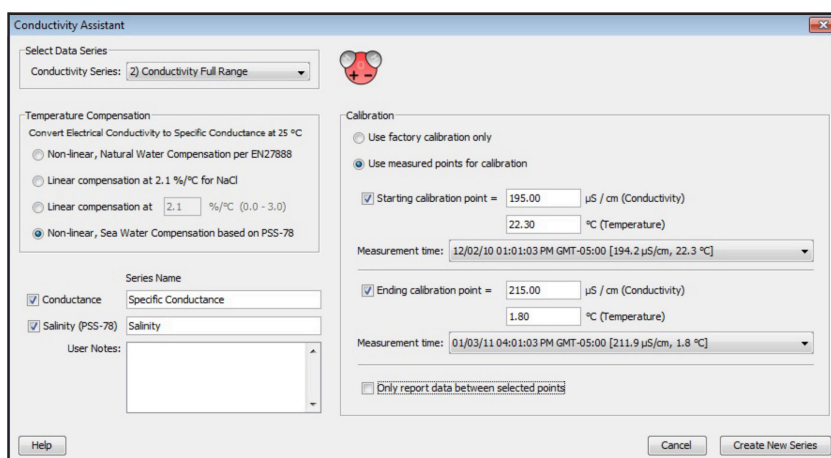 Conductivity Assistant
Select Data Series
Conductivity Series: 2) Conductivity Full Range
Temperature Compensation
Convert Electrical Conductivity to Specific Conductance at 25 ºC
Non-linear, Natural Water Compensation per EN27888
Linear compensation at 2.1 %/ºC for NaCl
Linear compensation at 2.1 %/ºC (0.0 - 3.0)
Non-linear, Sea Water Compensation based on PSS-78
Series Name
Conductance Specific Conductance
Salinity (PSS-78) Salinity
User Notes:
Calibration
Use factory calibration only
Use measured points for calibration
Starting calibration point = 195.00 µS / cm (Conductivity)
22.30 ºC (Temperature)
Measurement time: 12/02/10 01:01:03 PM GMT-05:00 [194.2 µS/cm, 22.3 ºC]
Ending calibration point = 215.00 µS / cm (Conductivity)
1.80 ºC (Temperature)
Measurement time: 01/03/11 04:01:03 PM GMT-05:00 [211.9 µS/cm, 1.8 ºC]
Only report data between selected points
Help
Cancel
Create New Series